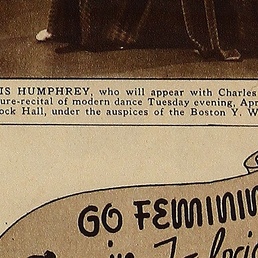 IS HUMPHREY, who will appear with Charles
ure-recital of modern dance Tuesday evening, Apr
ock Hall, under the auspices of the Boston Y. W
GO FEMININ
in